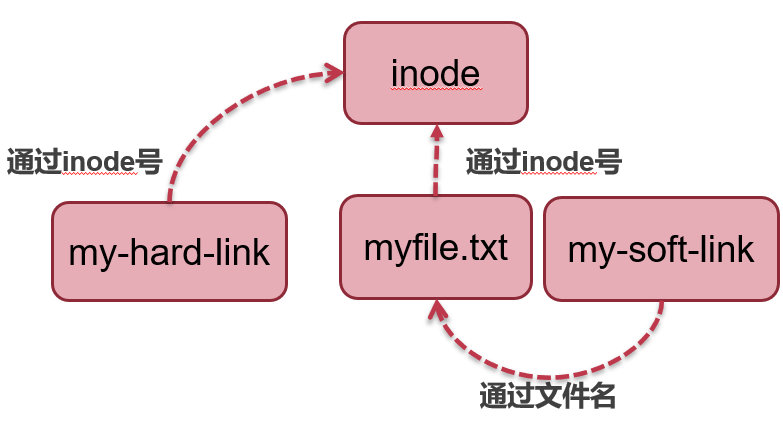 inode
通过inode号
通过inode号
my-hard-link
myfile.txt
my-soft-link
通过文件名